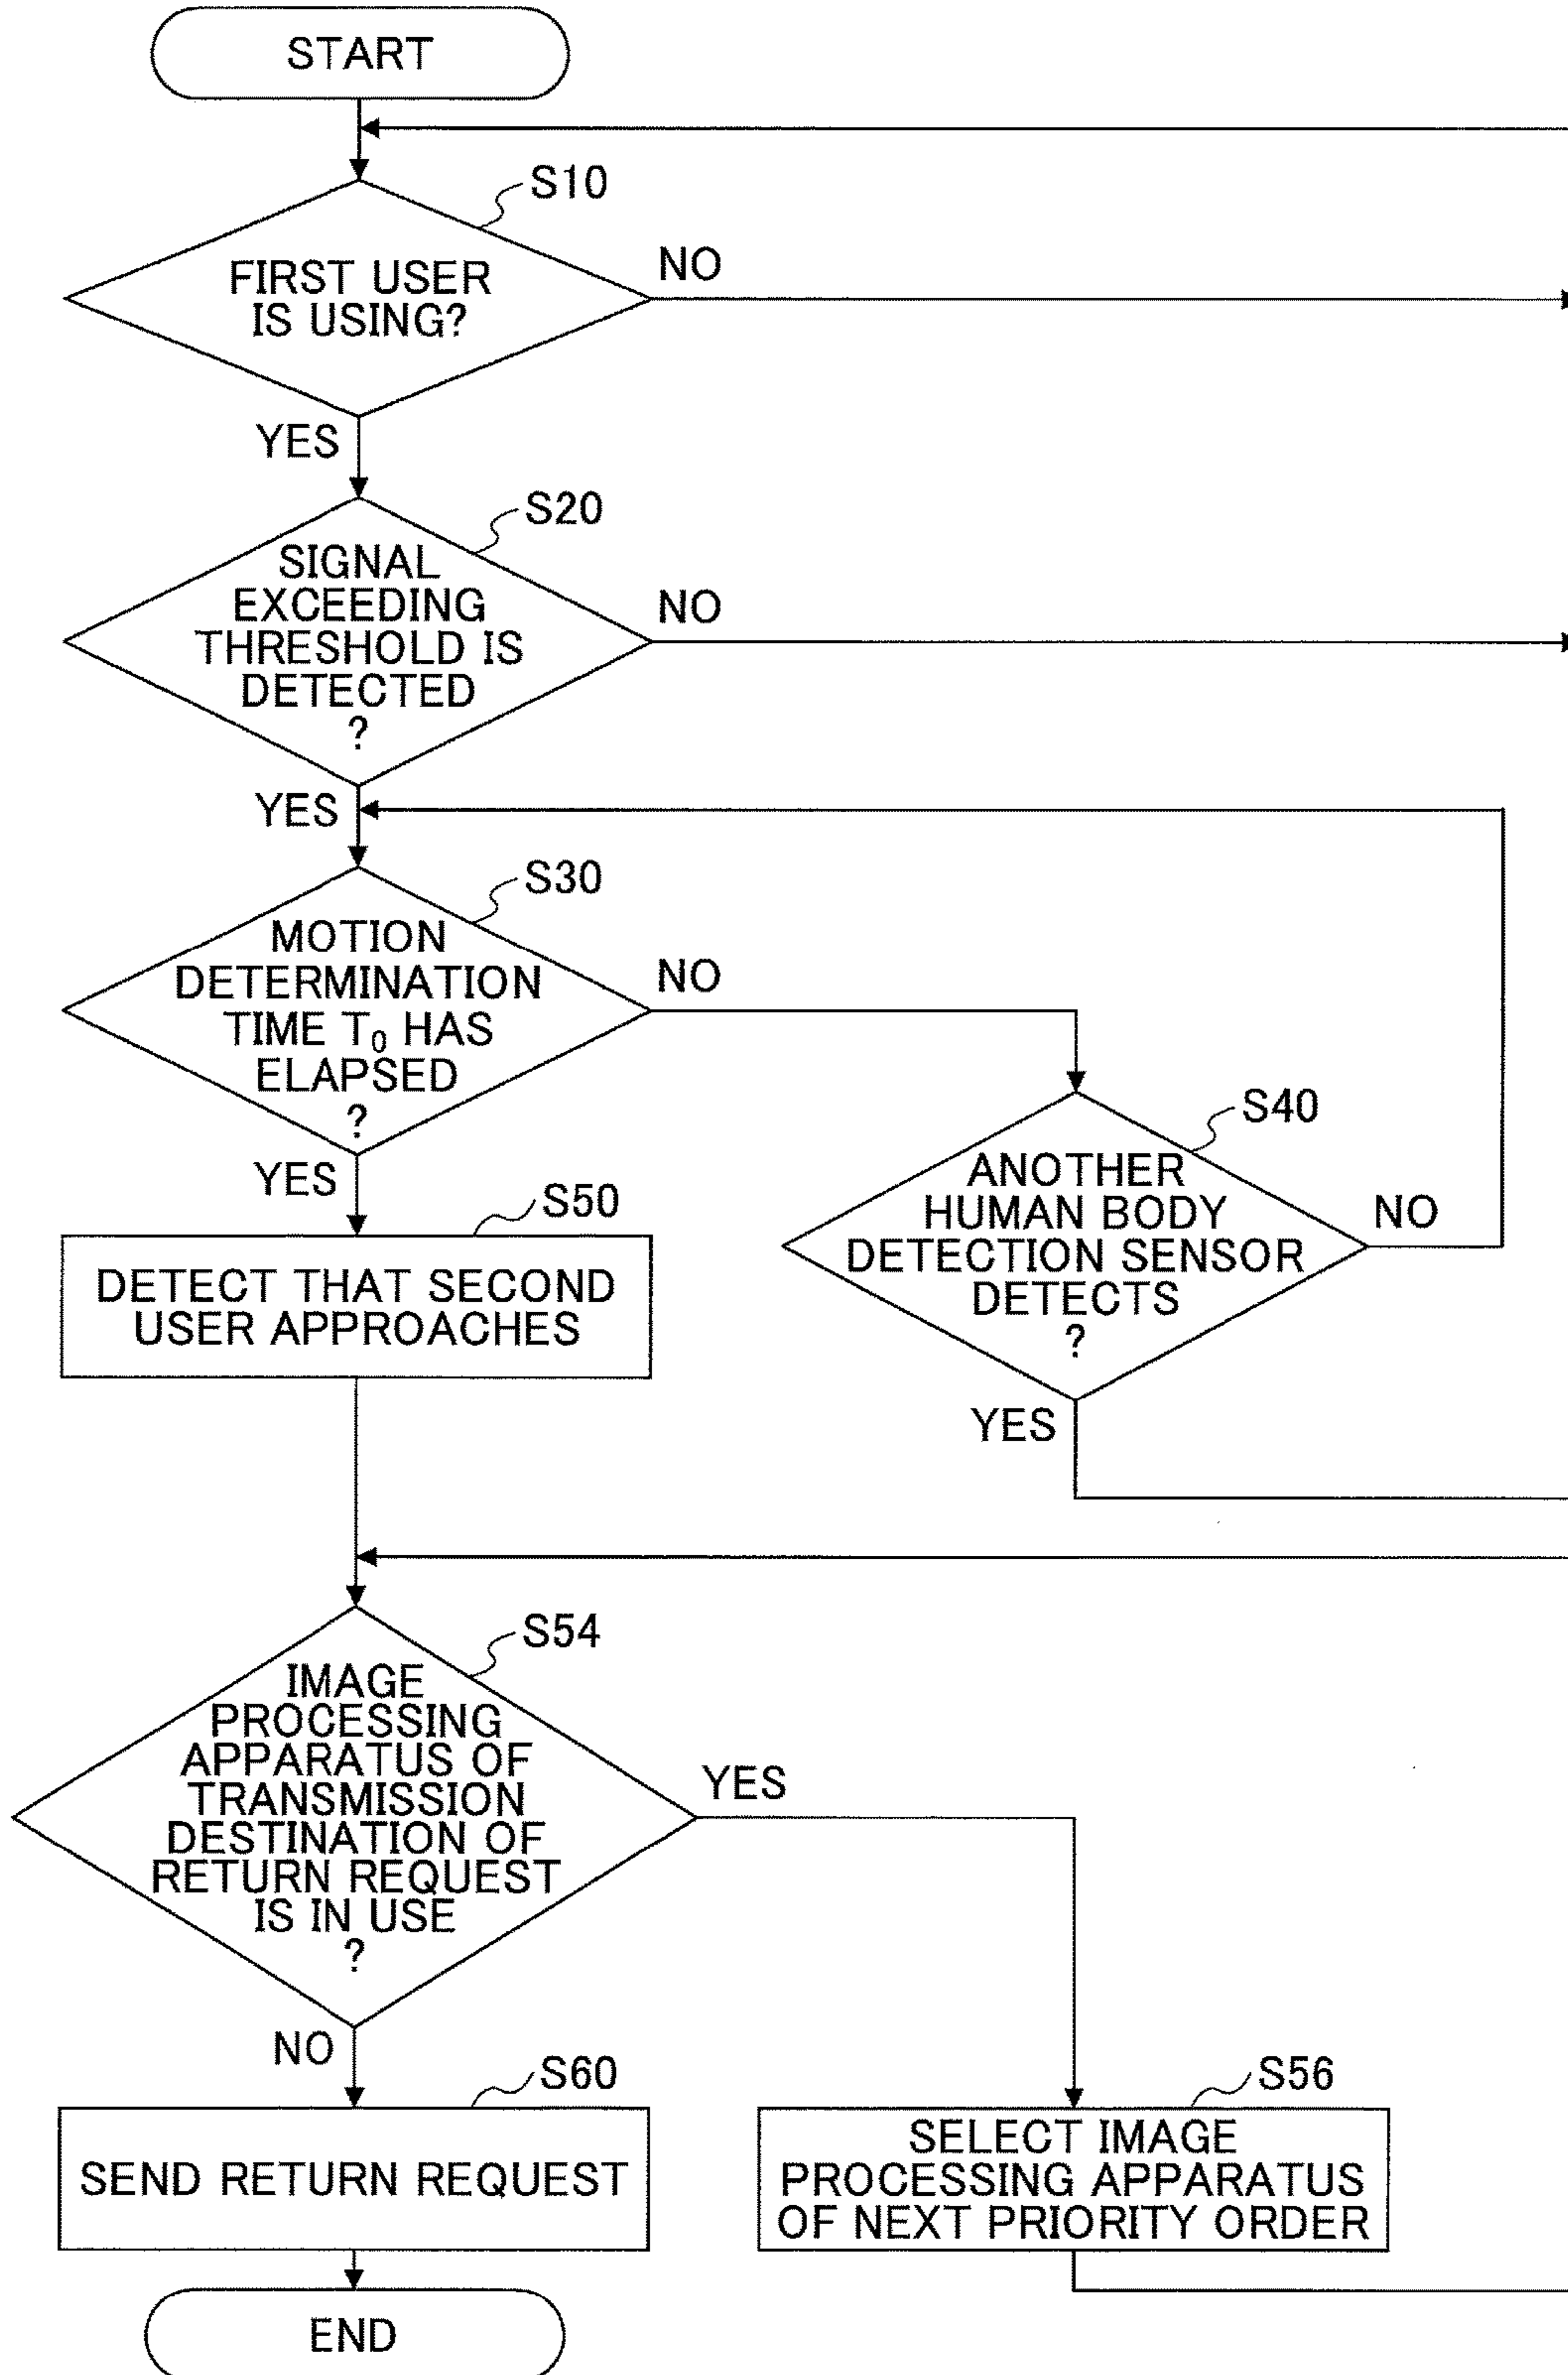 START
S10
FIRST USER
IS USING?
NO
YES
S20
SIGNAL
EXCEEDING
THRESHOLD IS
DETECTED
?
NO
YES
S30
MOTION
DETERMINATION
TIME T₀ HAS
ELAPSED
?
NO
YES
S40
ANOTHER
HUMAN BODY
DETECTION SENSOR
DETECTS
?
NO
YES
S50
DETECT THAT SECOND
USER APPROACHES
S54
IMAGE
PROCESSING
APPARATUS OF
TRANSMISSION
DESTINATION OF
RETURN REQUEST
IS IN USE
?
YES
NO
S60
SEND RETURN REQUEST
S56
SELECT IMAGE
PROCESSING APPARATUS
OF NEXT PRIORITY ORDER
END